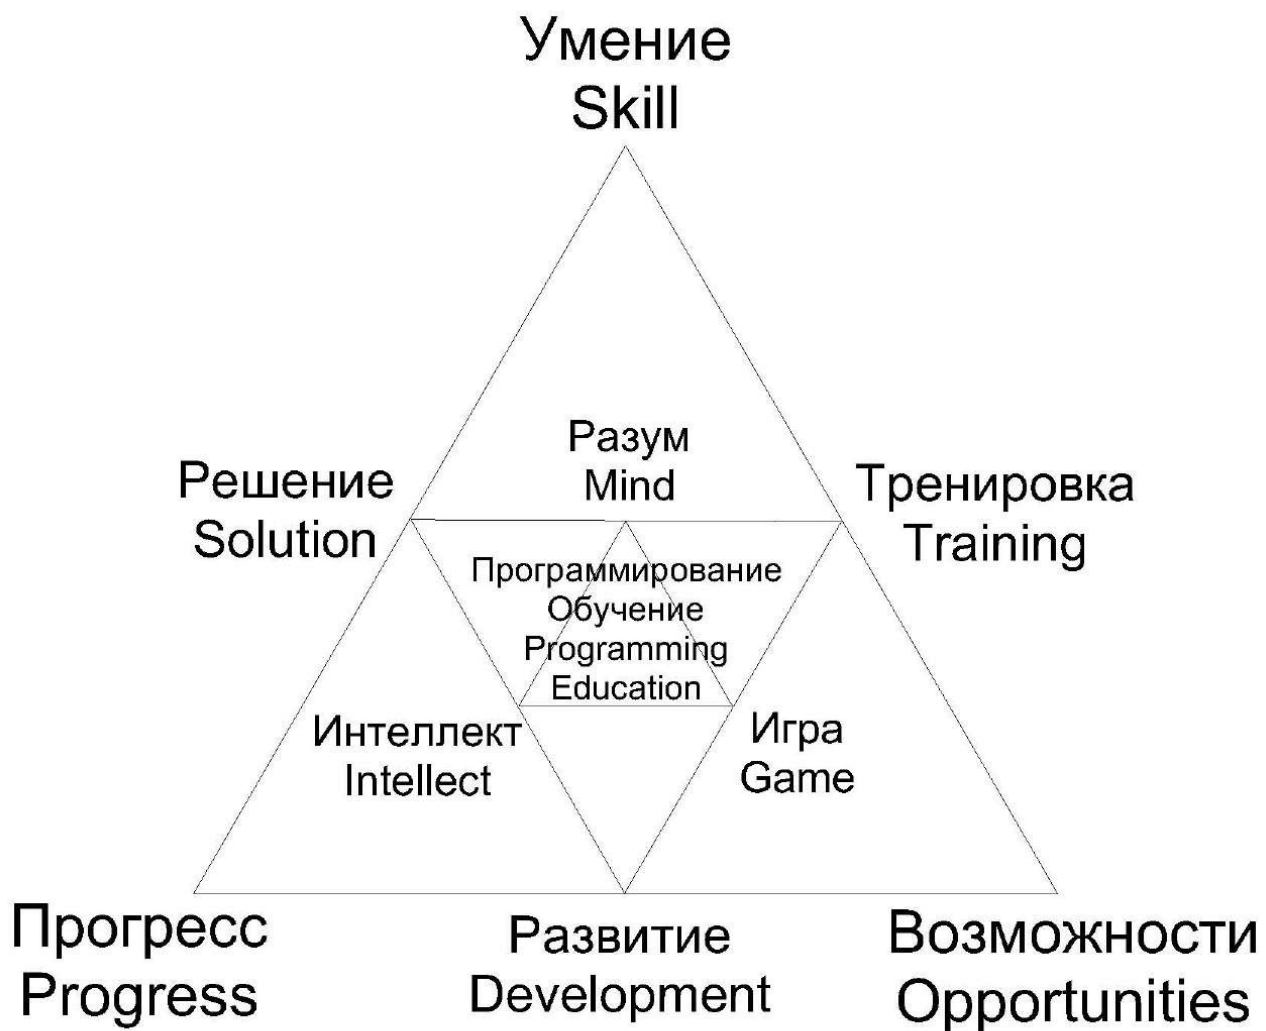 Умение
Skill
Разум
Mind
Решение
Solution
Тренировка
Training
Программирование
Обучение
Programming
Education
Интеллект
Intellect
Игра
Game
Прогресс
Progress
Развитие
Development
Возможности
Opportunities